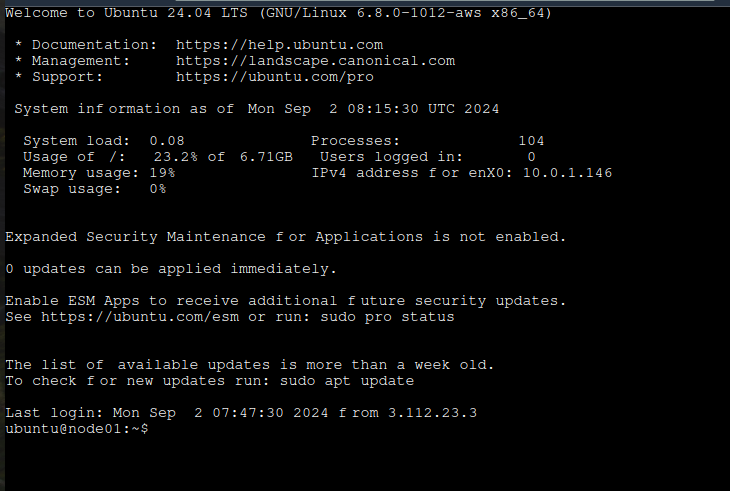 Welcome to Ubuntu 24.04 LTS (GNU/Linux 6.8.0-1012-aws x86_64)
* Documentation:  https://help.ubuntu.com
* Management:     https://landscape.canonical.com
* Support:        https://ubuntu.com/pro
System information as of Mon Sep  2 08:15:30 UTC 2024
System load:  0.08              Processes:             104
Usage of /:   23.2% of 6.71GB   Users logged in:       0
Memory usage: 19%               IPv4 address for enX0: 10.0.1.146
Swap usage:   0%
Expanded Security Maintenance for Applications is not enabled.
0 updates can be applied immediately.
Enable ESM Apps to receive additional future security updates.
See https://ubuntu.com/esm or run: sudo pro status
The list of available updates is more than a week old.
To check for new updates run: sudo apt update
Last login: Mon Sep  2 07:47:30 2024 from 3.112.23.3
ubuntu@node01:~$